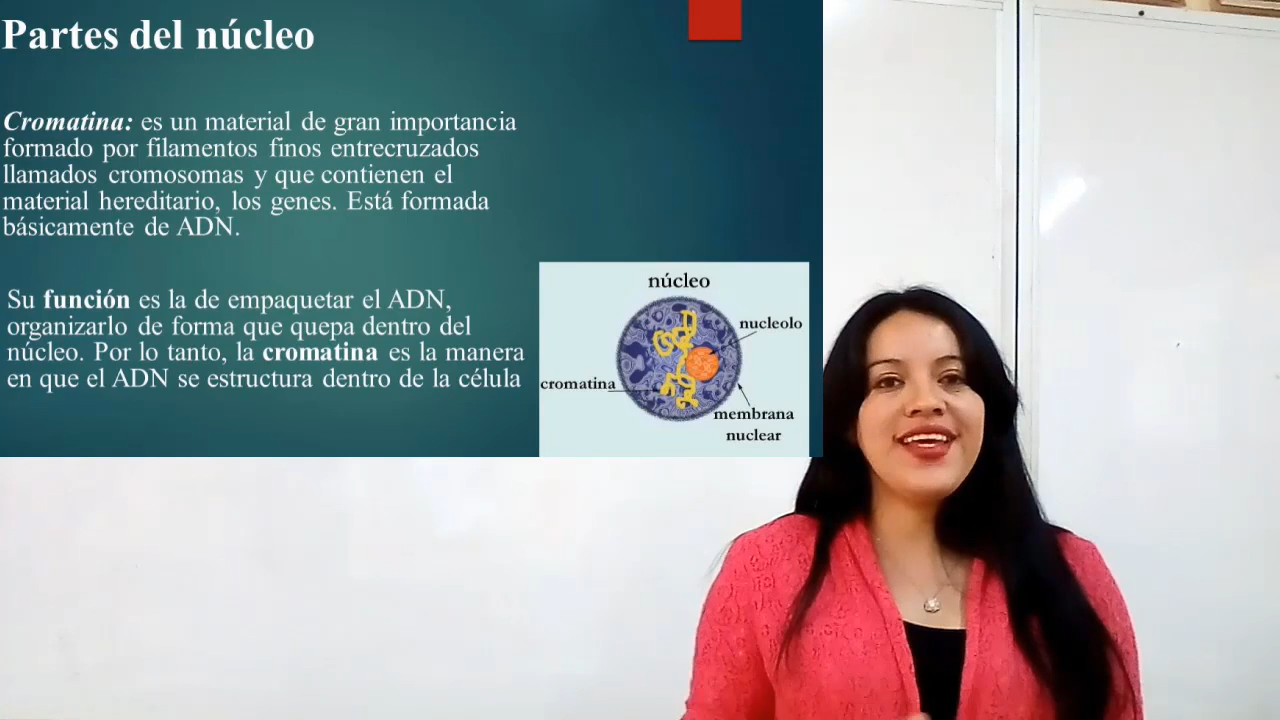 Partes del núcleo
Cromatina: es un material de gran importancia
formado por filamentos finos entrecruzados
llamados cromosomas y que contienen el
material hereditario, los genes. Está formada
básicamente de ADN.
Su función es la de empaquetar el ADN,
organizarlo de forma que quepa dentro del
núcleo. Por lo tanto, la cromatina es la manera
en que el ADN se estructura dentro de la célula
núcleo
nucleolo
cromatina
membrana
nuclear